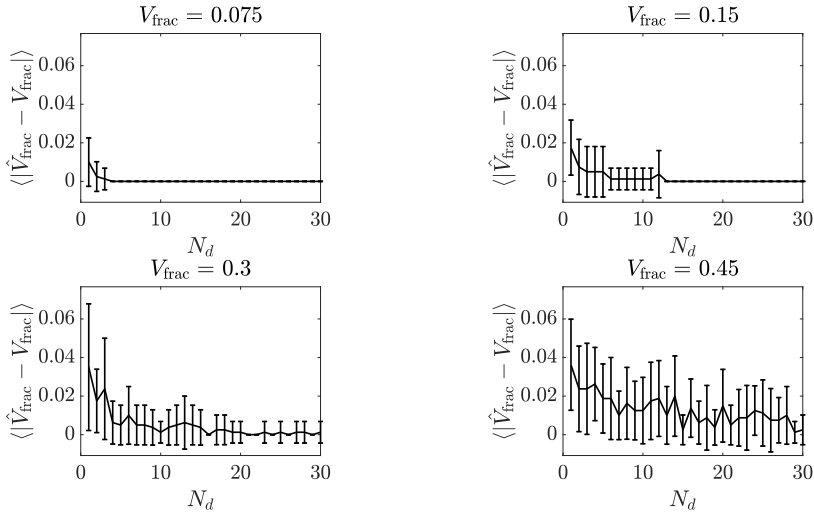 V_frac = 0.075
⟨|V̂_frac − V_frac|⟩
0.06
0.04
0.02
0
0 10 20 30
N_d
V_frac = 0.15
⟨|V̂_frac − V_frac|⟩
0.06
0.04
0.02
0
0 10 20 30
N_d
V_frac = 0.3
⟨|V̂_frac − V_frac|⟩
0.06
0.04
0.02
0
0 10 20 30
N_d
V_frac = 0.45
⟨|V̂_frac − V_frac|⟩
0.06
0.04
0.02
0
0 10 20 30
N_d